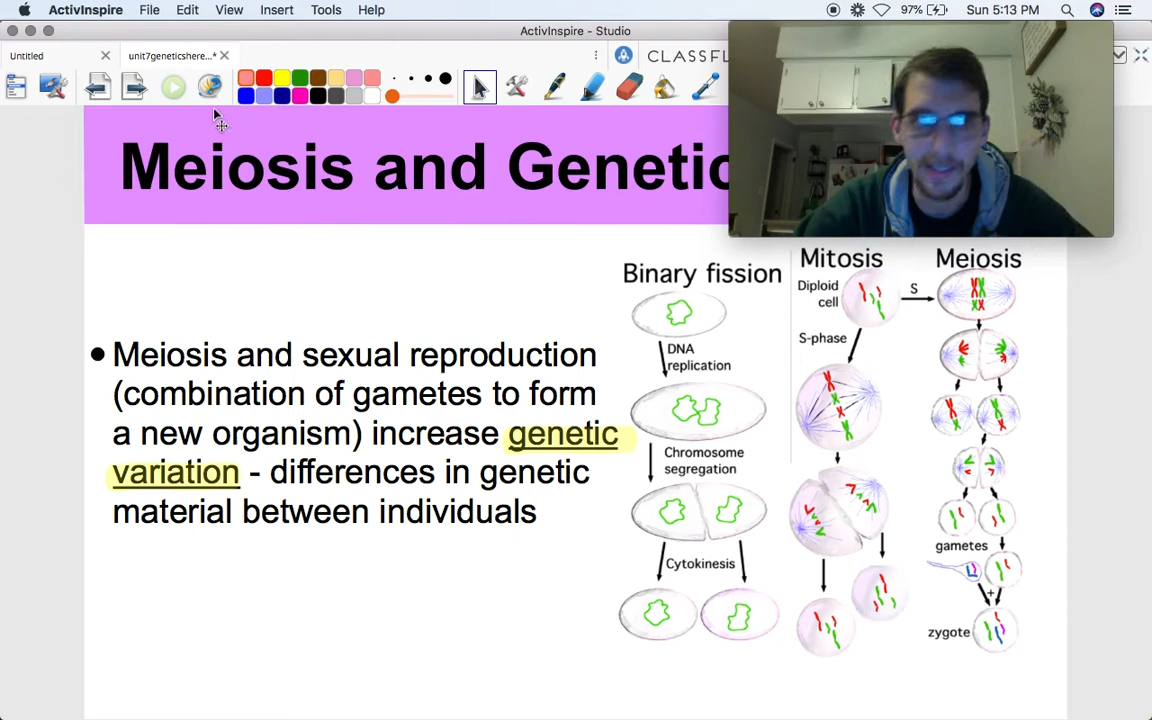 ActivInspire File Edit View Insert Tools Help 97% Sun 5:13 PM
ActivInspire - Studio
Untitled unit7geneticshere...* CLASSFL
Meiosis and Genetic
Binary fission
Mitosis
Meiosis
Diploid
cell
S
S-phase
DNA
replication
Chromosome
segregation
Cytokinesis
gametes
+
zygote
• Meiosis and sexual reproduction
(combination of gametes to form
a new organism) increase genetic
variation - differences in genetic
material between individuals